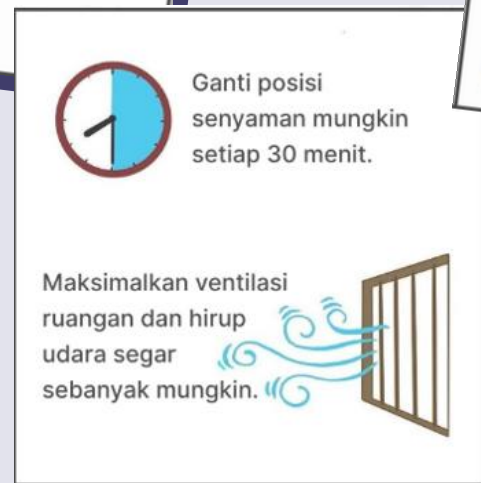 Ganti posisi
senyaman mungkin
setiap 30 menit.
Maksimalkan ventilasi
ruangan dan hirup
udara segar
sebanyak mungkin.